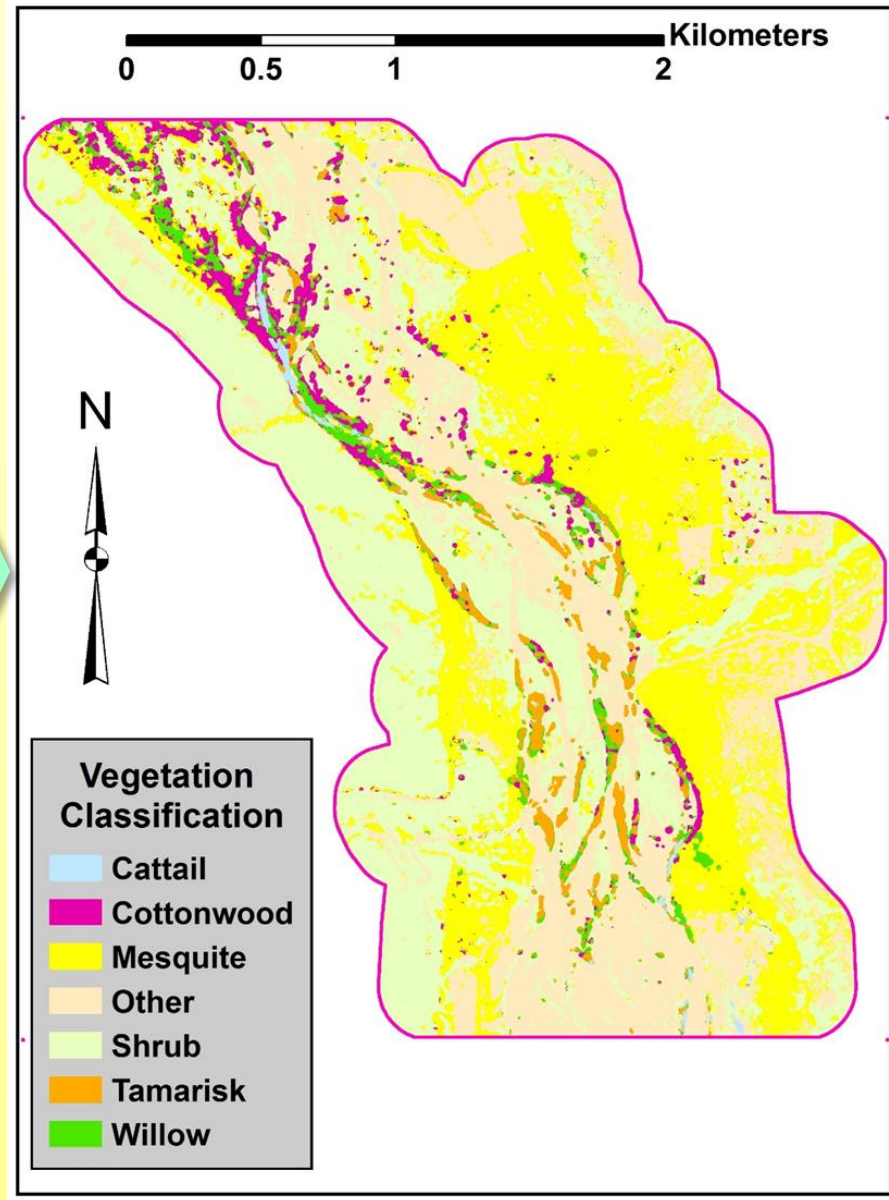 Kilometers
0 0.5 1 2
N
Vegetation
Classification
Cattail
Cottonwood
Mesquite
Other
Shrub
Tamarisk
Willow